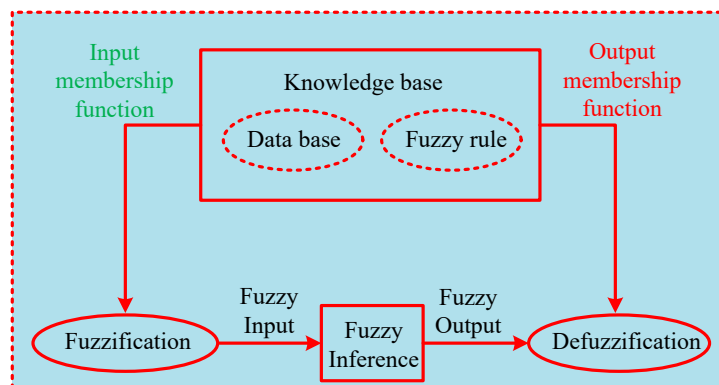 Input
membership
function
Knowledge base
Data base
Fuzzy rule
Output
membership
function
Fuzzification
Fuzzy
Input
Fuzzy
Inference
Fuzzy
Output
Defuzzification